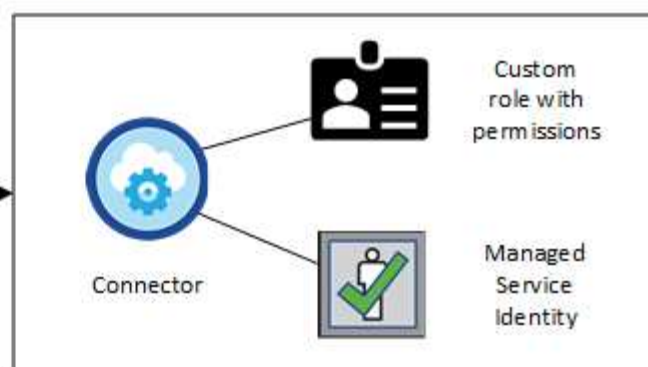 Custom
role with
permissions
Connector
Managed
Service
Identity